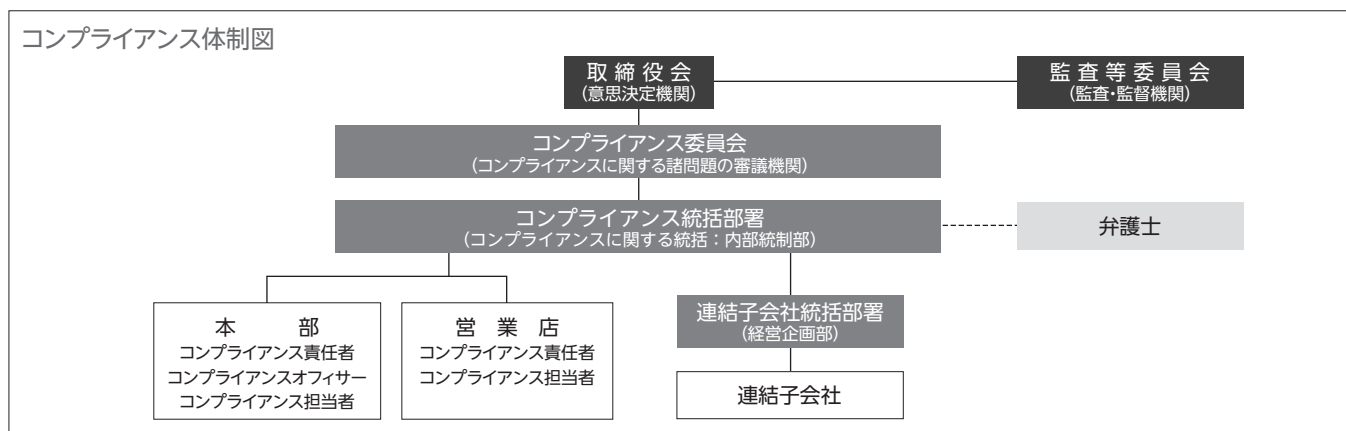 コンプライアンス体制図
取締役会
(意思決定機関)
監査等委員会
(監査・監督機関)
コンプライアンス委員会
(コンプライアンスに関する諸問題の審議機関)
コンプライアンス統括部署
(コンプライアンスに関する統括：内部統制部)
弁護士
本　部
コンプライアンス責任者
コンプライアンスオフィサー
コンプライアンス担当者
営業店
コンプライアンス責任者
コンプライアンス担当者
連結子会社統括部署
(経営企画部)
連結子会社